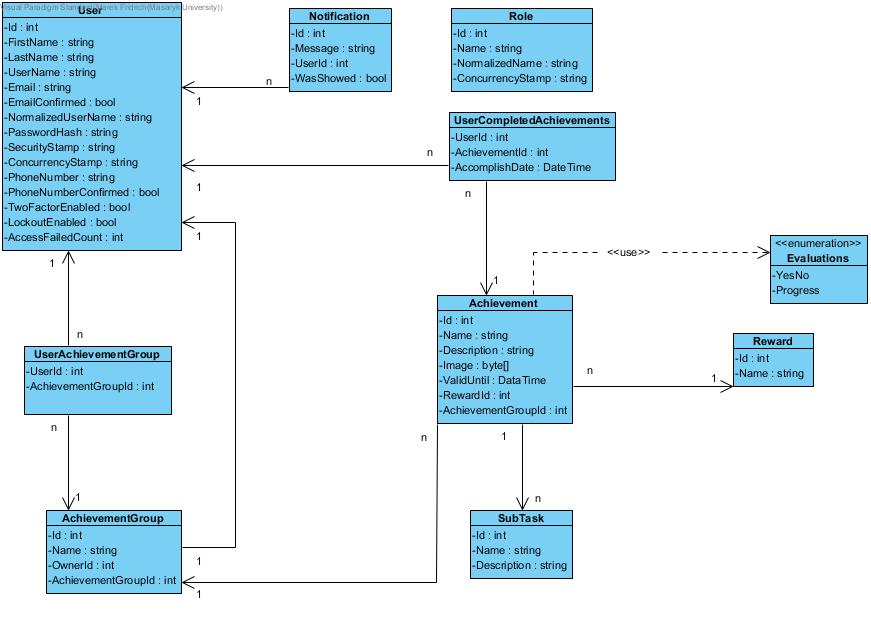 Visual Paradigm Standard(Marek Fridrich(Masaryk University))
User
-Id : int
-FirstName : string
-LastName : string
-UserName : string
-Email : string
-EmailConfirmed : bool
-NormalizedUserName : string
-PasswordHash : string
-SecurityStamp : string
-ConcurrencyStamp : string
-PhoneNumber : string
-PhoneNumberConfirmed : bool
-TwoFactorEnabled : bool
-LockoutEnabled : bool
-AccessFailedCount : int
Notification
-Id : int
-Message : string
-UserId : int
-WasShowed : bool
Role
-Id : int
-Name : string
-NormalizedName : string
-ConcurrencyStamp : string
n
1
UserCompletedAchievements
-UserId : int
-AchievementId : int
-AccomplishDate : DateTime
n
1
n
1
1
<<use>>
<<enumeration>>
Evaluations
-YesNo
-Progress
1
n
Achievement
-Id : int
-Name : string
-Description : string
-Image : byte[]
-ValidUntil : DataTime
-RewardId : int
-AchievementGroupId : int
Reward
-Id : int
-Name : string
n
1
UserAchievementGroup
-UserId : int
-AchievementGroupId : int
n
1
n
1
n
AchievementGroup
-Id : int
-Name : string
-OwnerId : int
-AchievementGroupId : int
1
1
SubTask
-Id : int
-Name : string
-Description : string